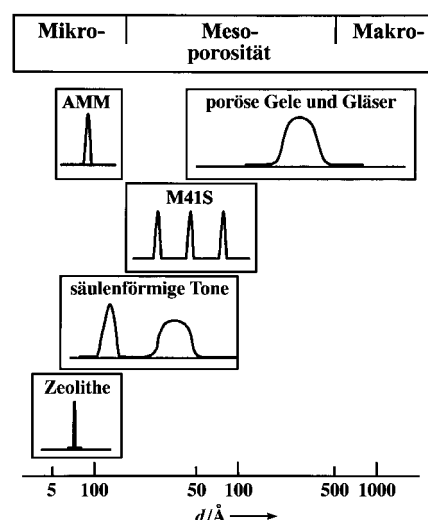 Mikro- Meso- Makro-
porosität
AMM
poröse Gele und Gläser
M41S
säulenförmige Tone
Zeolithe
5 100 50 100 500 1000
d/Å